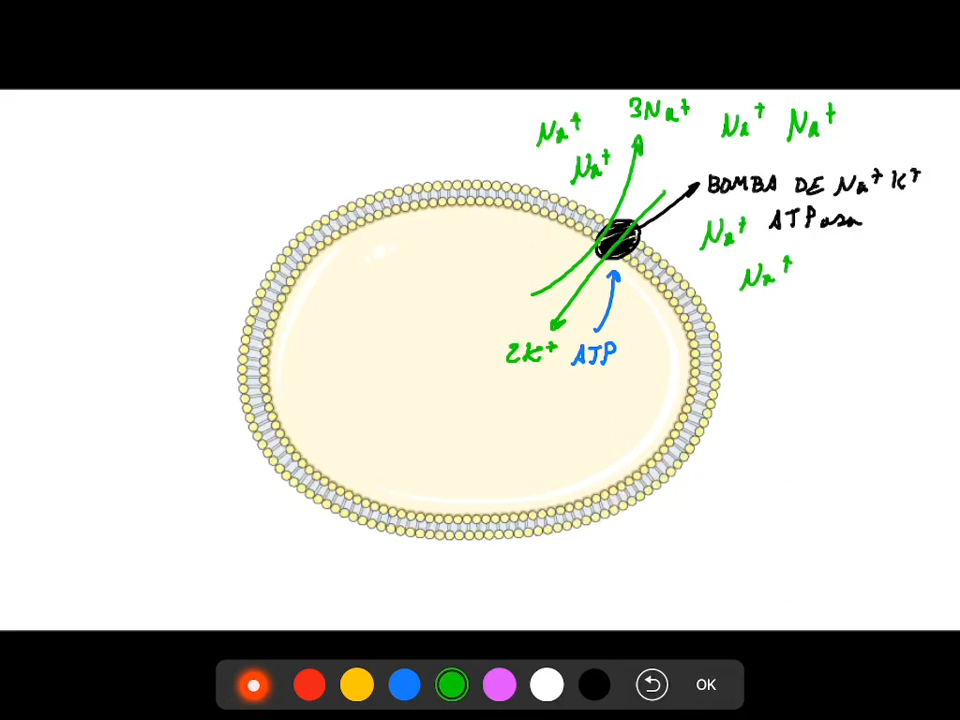 3Na+
Na+ Na+ Na+
Na+
BOMBA DE Na+ K+
ATPasa
Na+
Na+
2K+ ATP
OK